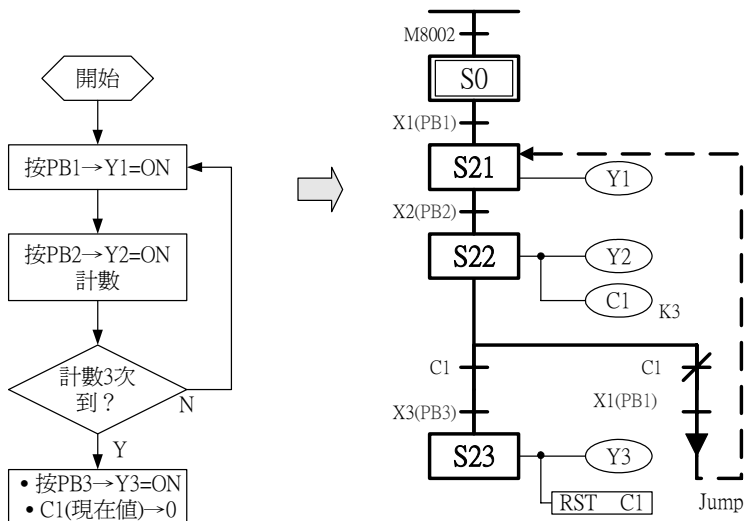 開始
按PB1→Y1=ON
按PB2→Y2=ON
計數
計數3次
到？
N
Y
• 按PB3→Y3=ON
• C1(現在值)→0
M8002
S0
X1(PB1)
S21
Y1
X2(PB2)
S22
Y2
C1
K3
C1
C1
X3(PB3)
X1(PB1)
S23
Y3
RST C1
Jump